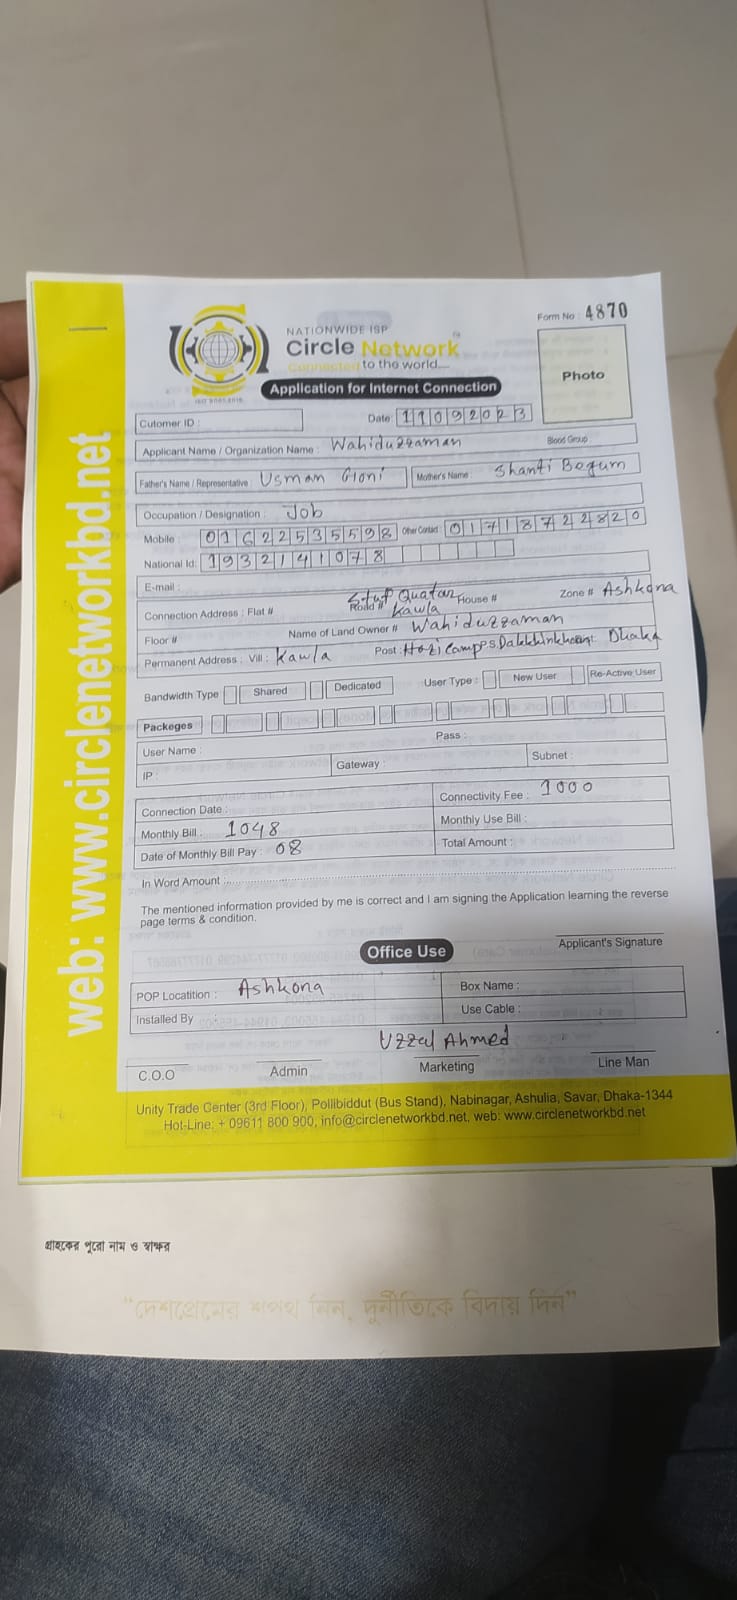 web: www.circlenetworkbd.net
NATIONWIDE ISP
Circle Network
Connected to the world....
ISO 9001:2015
Form No : 4870
Photo
Application for Internet Connection
Cutomer ID :
Date: 11092023
Applicant Name / Organization Name : Wahiduzzaman Blood Group
Father's Name / Representative : Usman Gioni Mother's Name : Shanti Begum
Occupation / Designation : Job
Mobile : 01622535598 Other Contact : 01718722820
National Id: 1932141078
E-mail :
Stuf Quatar
Connection Address : Flat # Road # Kawla House # Zone # Ashkona
Floor # Name of Land Owner # Wahiduzzaman
Permanent Address : Vill : Kawla Post : Hozi Camp P.S. Dist: Dhaka
Bandwidth Type Shared Dedicated User Type : New User Re-Active User
Packeges
User Name : Pass :
IP : Gateway : Subnet :
Connection Date : Connectivity Fee : 1000
Monthly Bill : 1048 Monthly Use Bill :
Date of Monthly Bill Pay : 08 Total Amount :
In Word Amount :
The mentioned information provided by me is correct and I am signing the Application learning the reverse
page terms & condition.
Office Use
Applicant's Signature
POP Locatition : Ashkona Box Name :
Installed By : Use Cable :
Uzzal Ahmed
C.O.O Admin Marketing Line Man
Unity Trade Center (3rd Floor), Pollibiddut (Bus Stand), Nabinagar, Ashulia, Savar, Dhaka-1344
Hot-Line: + 09611 800 900, info@circlenetworkbd.net, web: www.circlenetworkbd.net
গ্রাহকের পুরো নাম ও স্বাক্ষর
“দেশপ্রেমের শপথ নিন, দুর্নীতিকে বিদায় দিন”